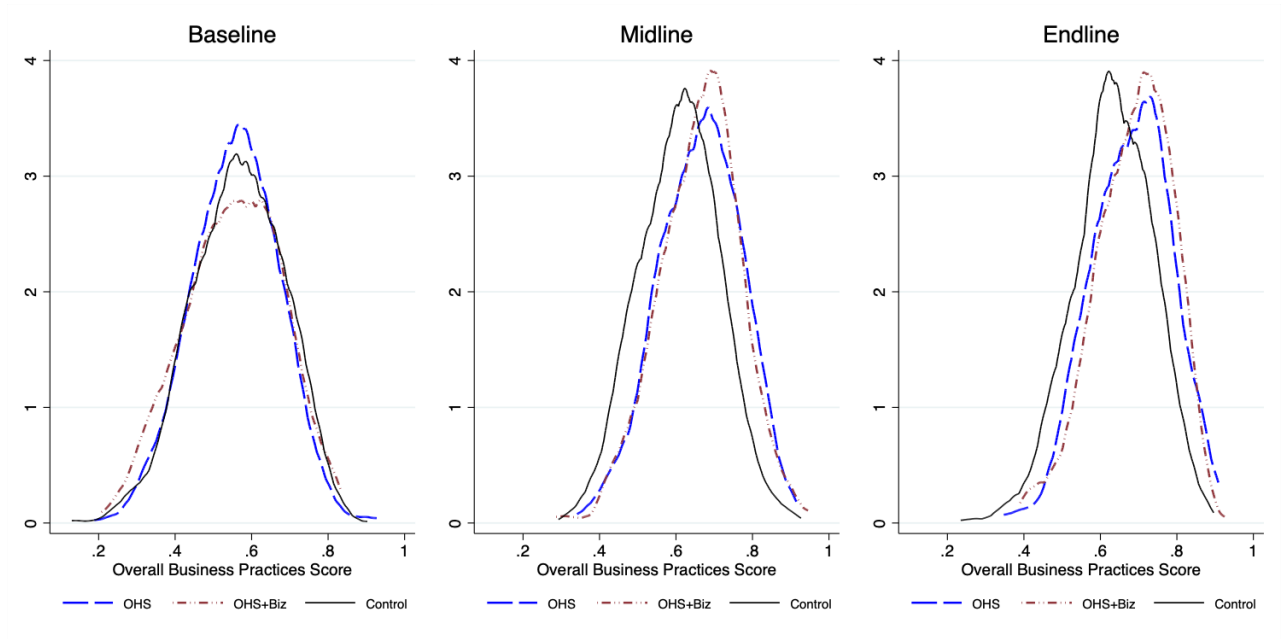 Baseline
4
3
2
1
0
.2 .4 .6 .8 1
Overall Business Practices Score
OHS OHS+Biz Control
Midline
4
3
2
1
0
.2 .4 .6 .8 1
Overall Business Practices Score
OHS OHS+Biz Control
Endline
4
3
2
1
0
.2 .4 .6 .8 1
Overall Business Practices Score
OHS OHS+Biz Control